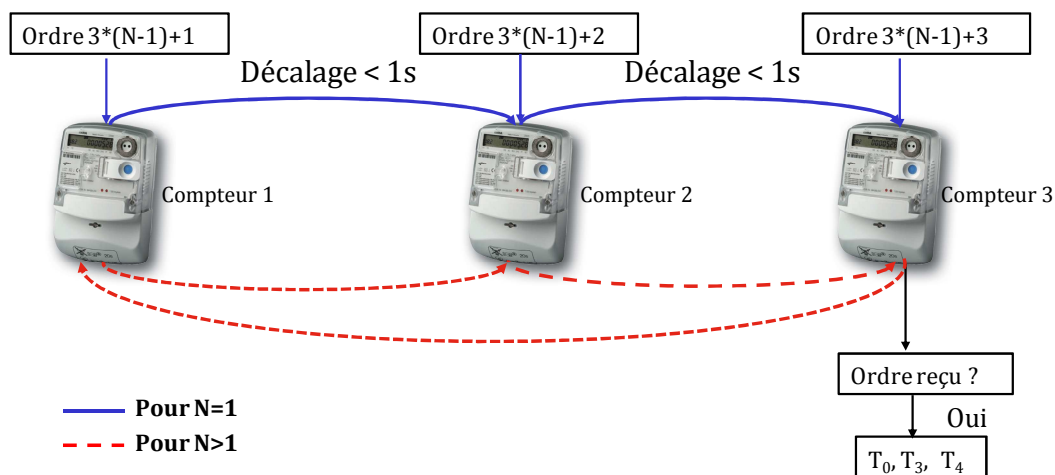 Ordre 3*(N-1)+1
Ordre 3*(N-1)+2
Ordre 3*(N-1)+3
Décalage < 1s
Décalage < 1s
Compteur 1
Compteur 2
Compteur 3
Ordre reçu ?
Oui
T₀, T₃, T₄
Pour N=1
Pour N>1